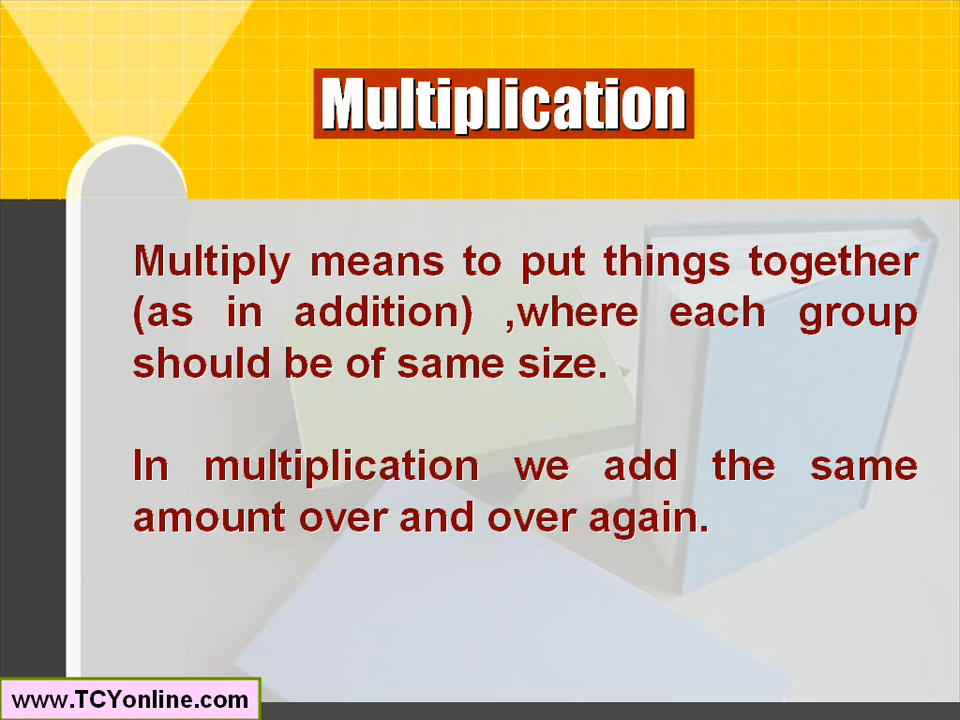 Multiplication
Multiply means to put things together
(as in addition) ,where each group
should be of same size.
In multiplication we add the same
amount over and over again.
www.TCYonline.com